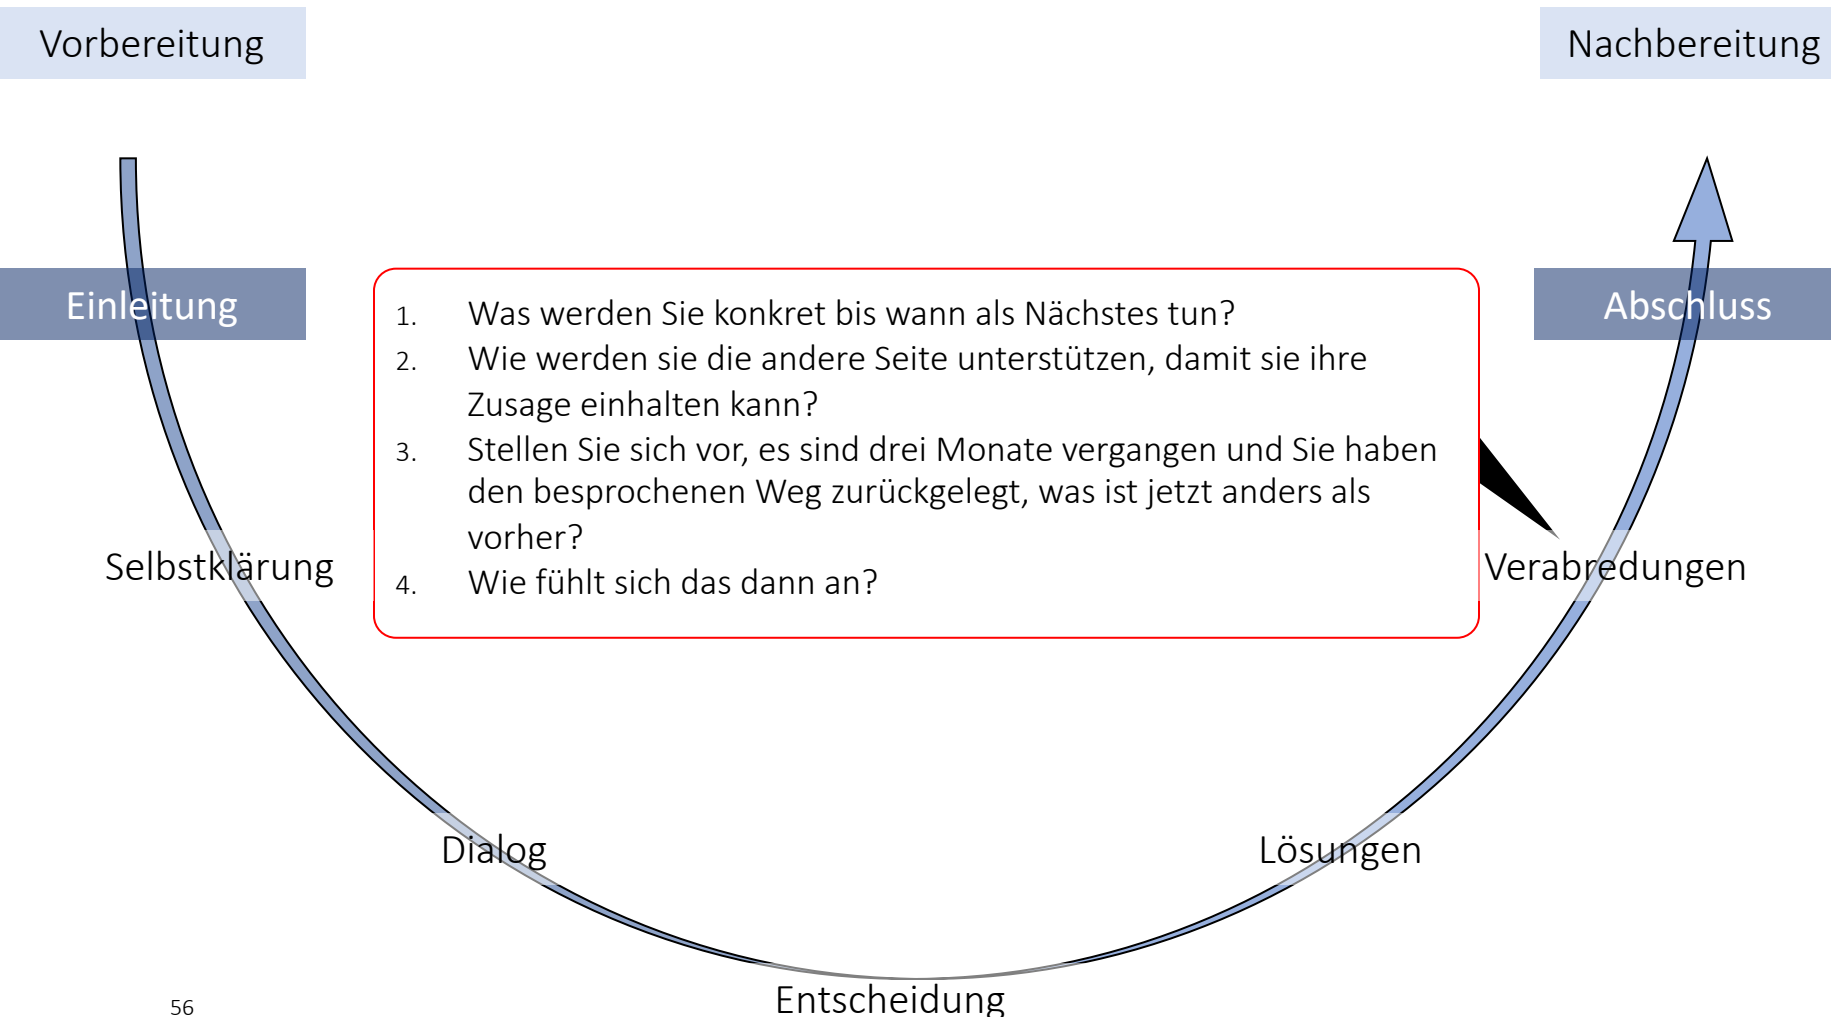 Vorbereitung
Nachbereitung
Einleitung
Abschluss
1. Was werden Sie konkret bis wann als Nächstes tun?
2. Wie werden sie die andere Seite unterstützen, damit sie ihre
Zusage einhalten kann?
3. Stellen Sie sich vor, es sind drei Monate vergangen und Sie haben
den besprochenen Weg zurückgelegt, was ist jetzt anders als
vorher?
4. Wie fühlt sich das dann an?
Selbstklärung
Verabredungen
Dialog
Lösungen
Entscheidung
56